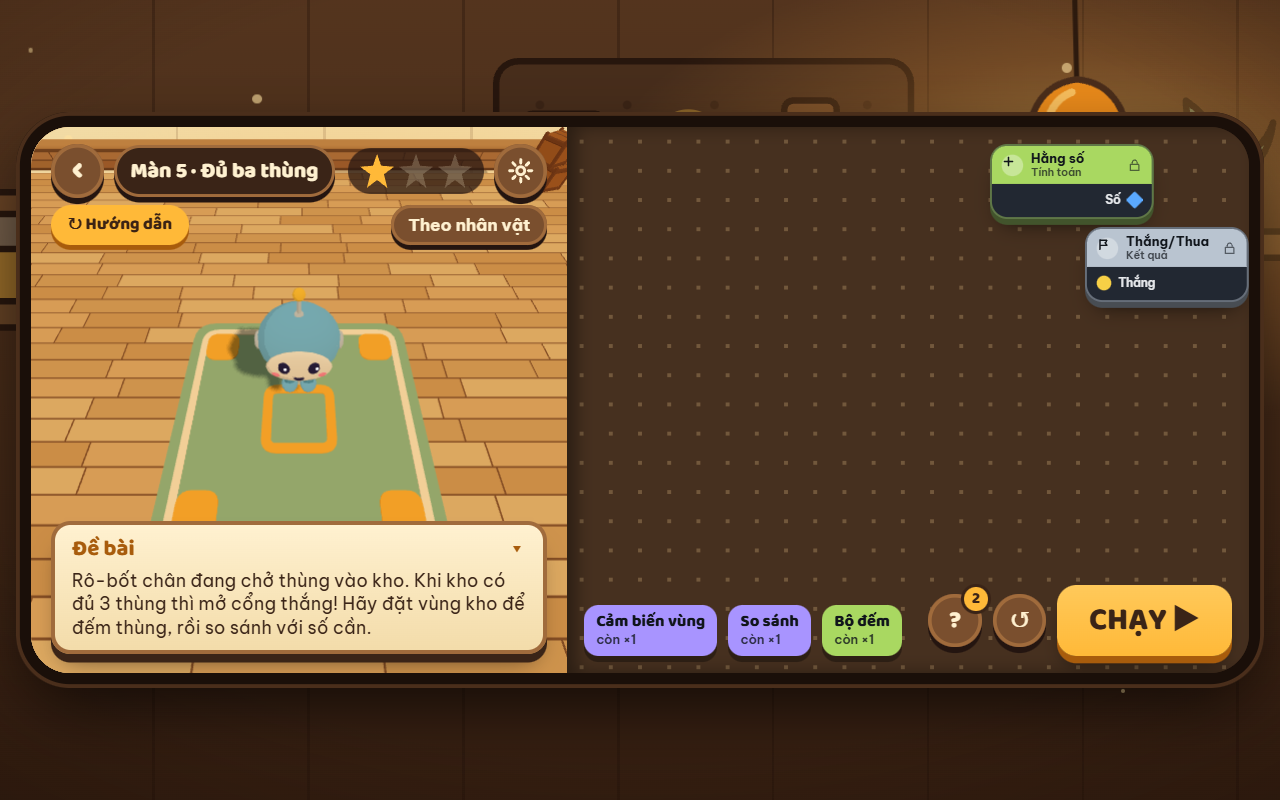 Màn 5 • Đủ ba thùng
↻ Hướng dẫn
Theo nhân vật
Đề bài
Rô-bốt chân đang chở thùng vào kho. Khi kho có
đủ 3 thùng thì mở cổng thắng! Hãy đặt vùng kho để
đếm thùng, rồi so sánh với số cần.
Hằng số
Tính toán
Số
Thắng/Thua
Kết quả
Thắng
Cảm biến vùng
còn ×1
So sánh
còn ×1
Bộ đếm
còn ×1
?
2
↺
CHẠY